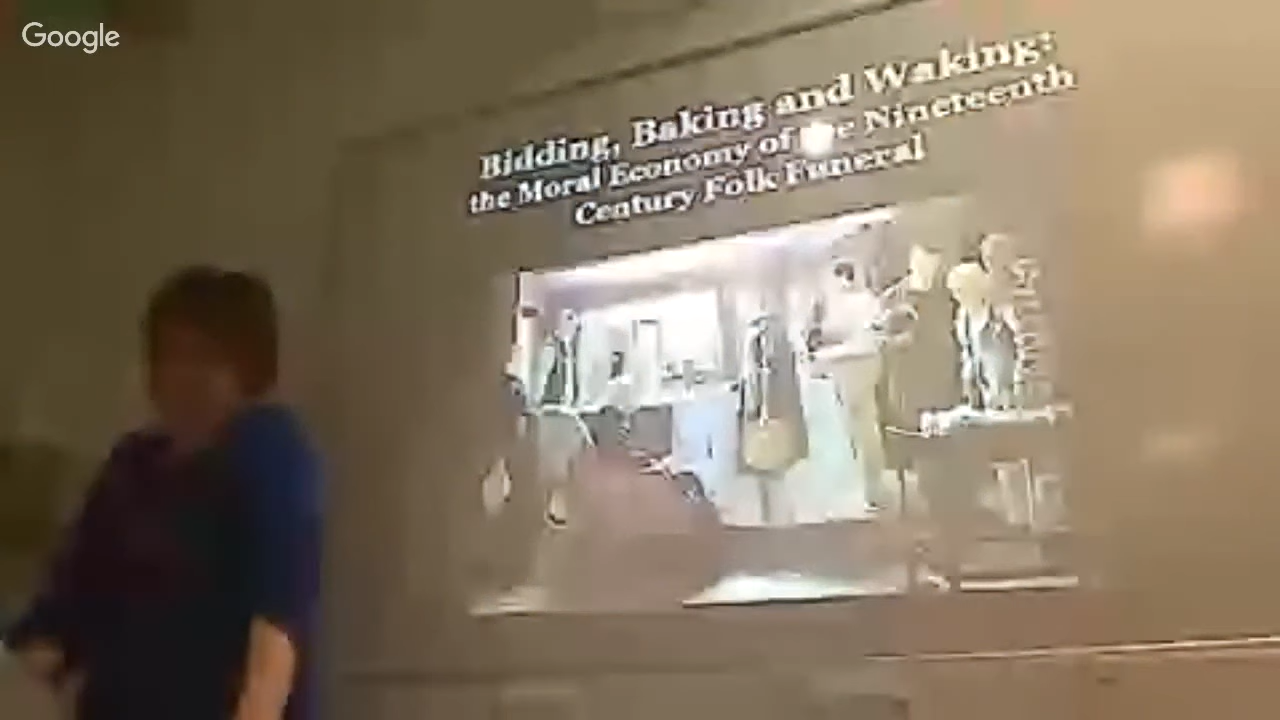 Google
Bidding, Baking and Waking:
the Moral Economy of the Nineteenth
Century Folk Funeral